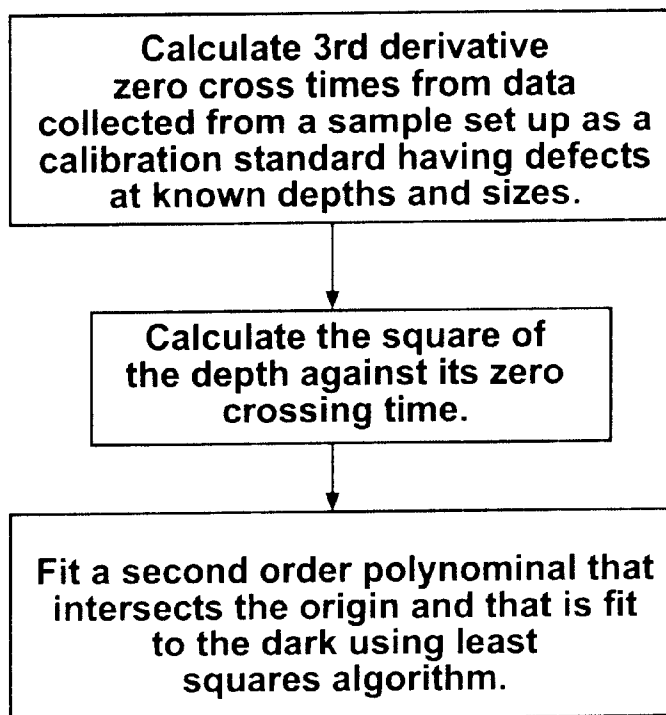 Calculate 3rd derivative
zero cross times from data
collected from a sample set up as a
calibration standard having defects
at known depths and sizes.
Calculate the square of
the depth against its zero
crossing time.
Fit a second order polynominal that
intersects the origin and that is fit
to the dark using least
squares algorithm.